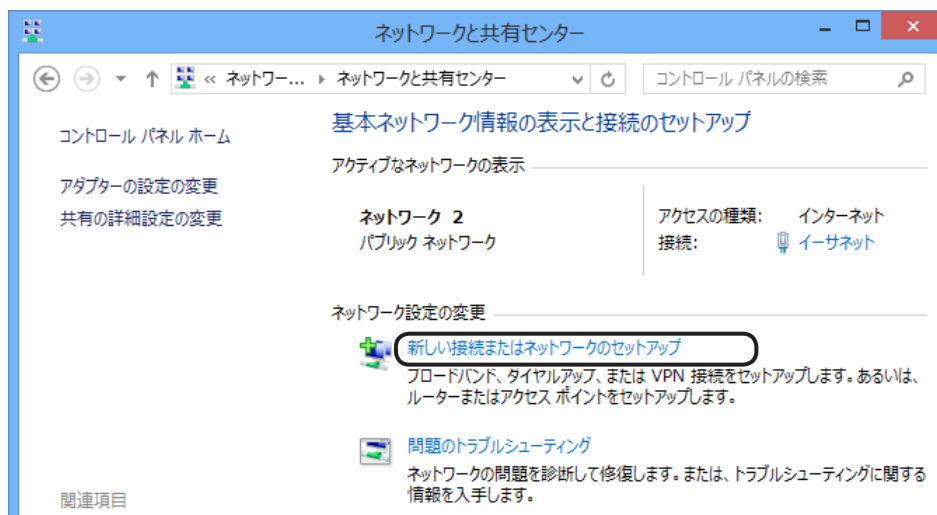 ネットワークと共有センター
« ネットワー... ▸ ネットワークと共有センター
コントロール パネルの検索
コントロール パネル ホーム
アダプターの設定の変更
共有の詳細設定の変更
関連項目
基本ネットワーク情報の表示と接続のセットアップ
アクティブなネットワークの表示
ネットワーク 2
パブリック ネットワーク
アクセスの種類: インターネット
接続: イーサネット
ネットワーク設定の変更
新しい接続またはネットワークのセットアップ
ブロードバンド、ダイヤルアップ、または VPN 接続をセットアップします。あるいは、
ルーターまたはアクセス ポイントをセットアップします。
問題のトラブルシューティング
ネットワークの問題を診断して修復します。または、トラブルシューティングに関する
情報を入手します。